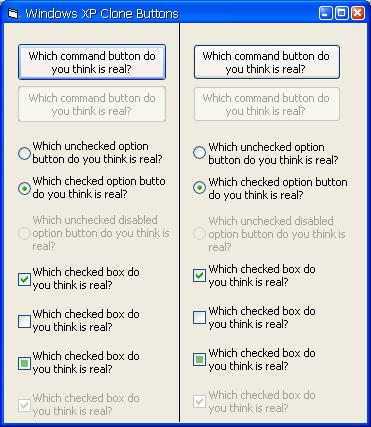 Windows XP Clone Buttons
Which command button do
you think is real?
Which command button do
you think is real?
Which unchecked option
button do you think is real?
Which checked option butto
do you think is real?
Which unchecked disabled
option button do you think is
real?
Which checked box do
you think is real?
Which checked box do
you think is real?
Which checked box do
you think is real?
Which checked box do
you think is real?
Which command button do
you think is real?
Which command button do
you think is real?
Which unchecked option
button do you think is real?
Which checked option button
do you think is real?
Which unchecked disabled
option button do you think is
real?
Which checked box do
you think is real?
Which checked box do
you think is real?
Which checked box do
you think is real?
Which checked box do
you think is real?